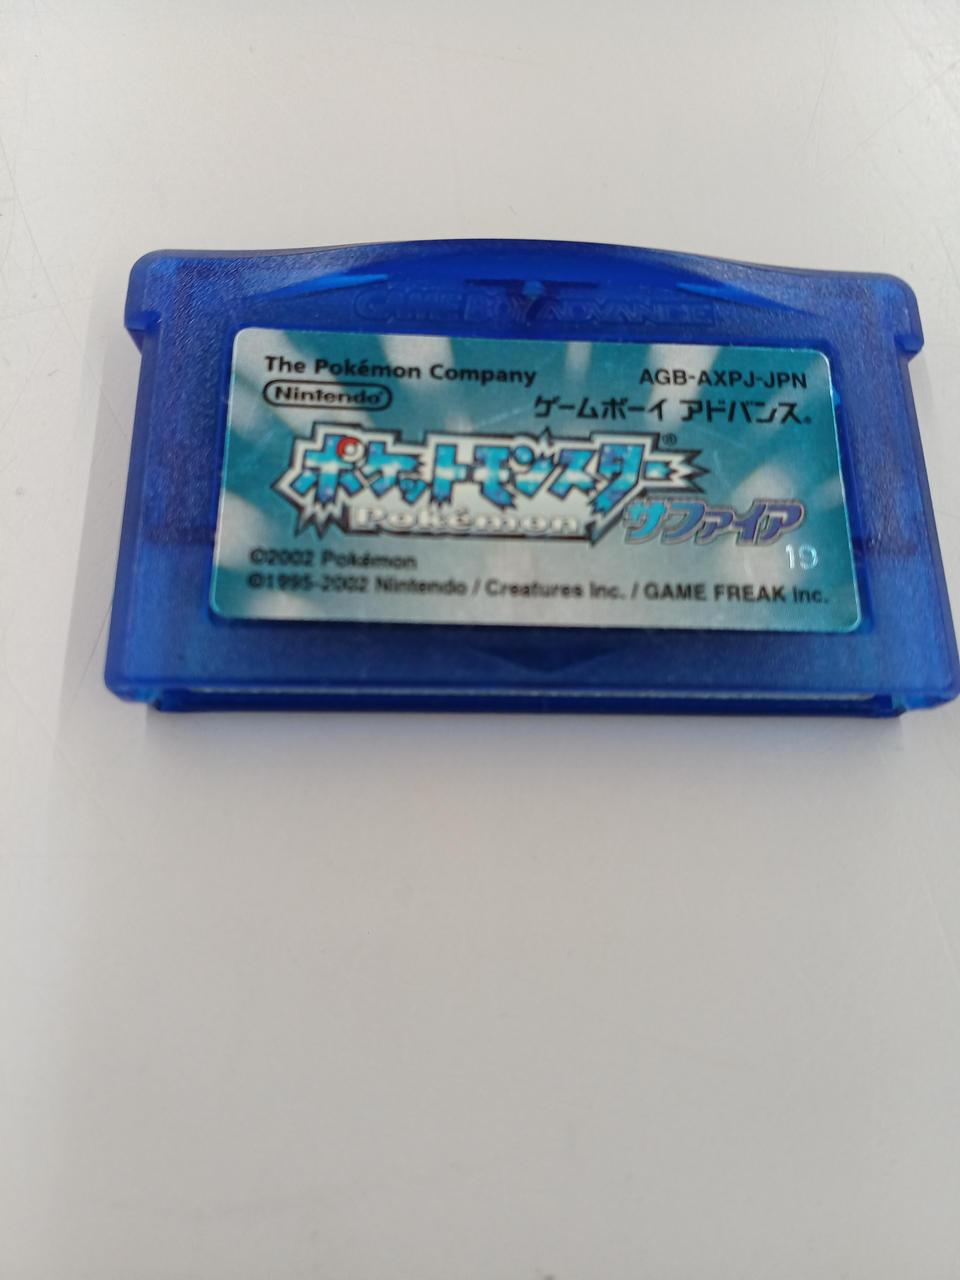 GAME BOY ADVANCE
The Pokémon Company
AGB-AXPJ-JPN
Nintendo®
ゲームボーイ アドバンス®
ポケットモンスター®
Pokémon
サファイア
19
©2002 Pokémon
©1995-2002 Nintendo / Creatures Inc. / GAME FREAK Inc.